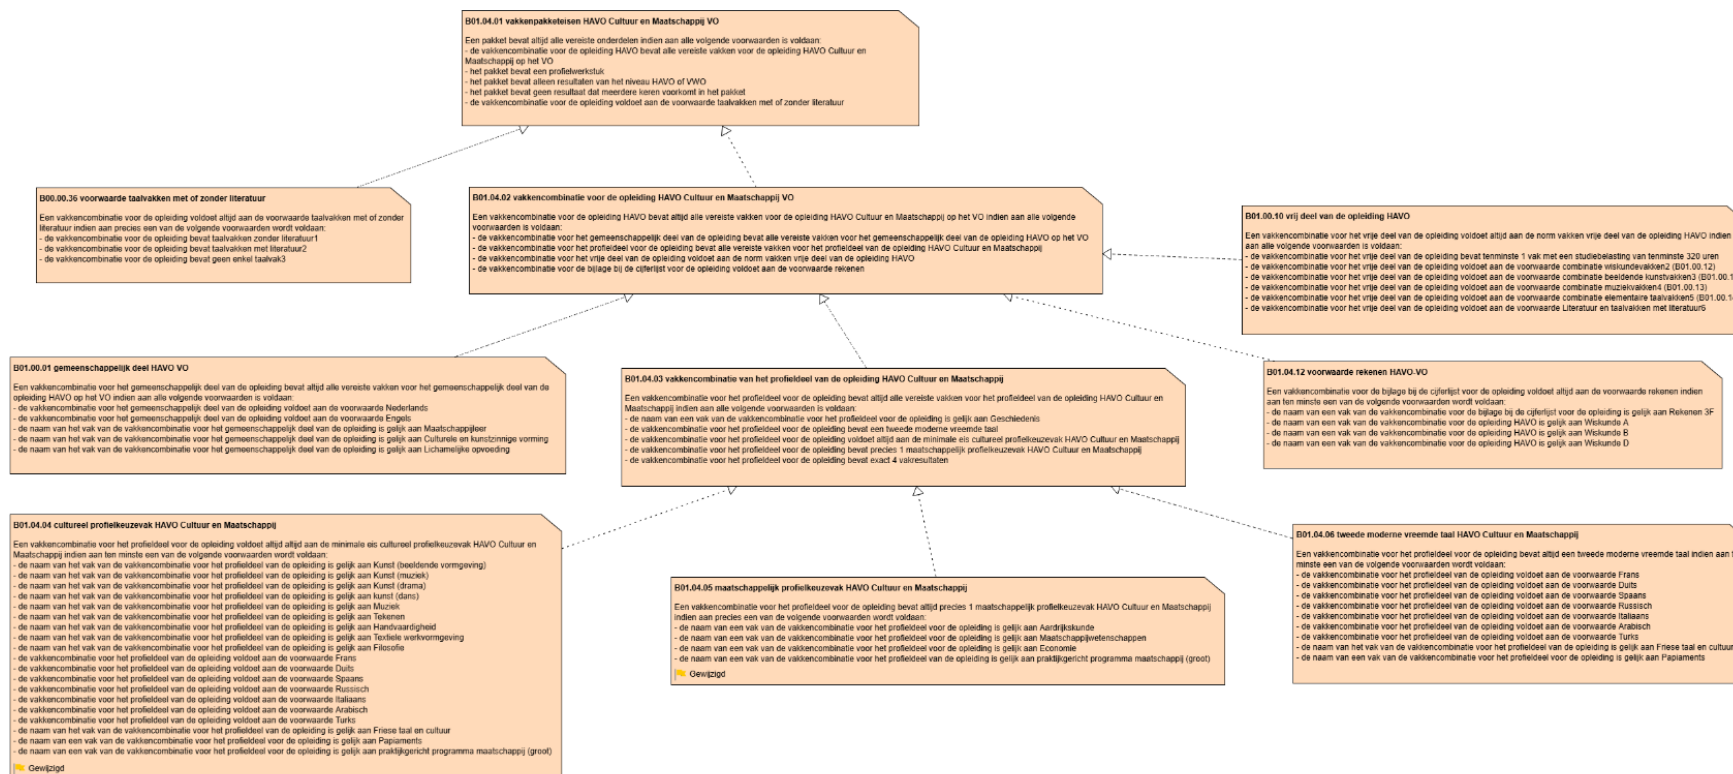 B01.04.01 vakkenpakketeisen HAVO Cultuur en Maatschappij VO
Een pakket bevat altijd alle vereiste onderdelen indien aan alle volgende voorwaarden is voldaan:
- de vakkencombinatie voor de opleiding HAVO bevat alle vereiste vakken voor de opleiding HAVO Cultuur en
Maatschappij op het VO
- het pakket bevat een profielwerkstuk
- het pakket bevat alleen resultaten van het niveau HAVO of VWO
- het pakket bevat geen resultaat dat meerdere keren voorkomt in het pakket
- de vakkencombinatie voor de opleiding voldoet aan de voorwaarde taalvakken met of zonder literatuur
B00.00.36 voorwaarde taalvakken met of zonder literatuur
Een vakkencombinatie voor de opleiding voldoet altijd aan de voorwaarde taalvakken met of zonder
literatuur indien aan precies een van de volgende voorwaarden wordt voldaan:
- de vakkencombinatie voor de opleiding bevat taalvakken zonder literatuur1
- de vakkencombinatie voor de opleiding bevat taalvakken met literatuur2
- de vakkencombinatie voor de opleiding bevat geen enkel taalvak3
B01.04.02 vakkencombinatie voor de opleiding HAVO Cultuur en Maatschappij VO
Een vakkencombinatie voor de opleiding HAVO bevat altijd alle vereiste vakken voor de opleiding HAVO Cultuur en Maatschappij op het VO indien aan alle volgende
voorwaarden is voldaan:
- de vakkencombinatie voor het gemeenschappelijk deel van de opleiding bevat alle vereiste vakken voor het gemeenschappelijk deel van de opleiding HAVO op het VO
- de vakkencombinatie voor het profieldeel voor de opleiding bevat alle vereiste vakken voor het profieldeel van de opleiding HAVO Cultuur en Maatschappij
- de vakkencombinatie voor het vrije deel van de opleiding voldoet aan de norm vakken vrije deel van de opleiding HAVO
- de vakkencombinatie voor de bijlage bij de cijferlijst voor de opleiding voldoet aan de voorwaarde rekenen
B01.00.10 vrij deel van de opleiding HAVO
Een vakkencombinatie voor het vrije deel van de opleiding voldoet altijd aan de norm vakken vrije deel van de opleiding HAVO indien
aan alle volgende voorwaarden is voldaan:
- de vakkencombinatie voor het vrije deel van de opleiding bevat tenminste 1 vak met een studiebelasting van tenminste 320 uren
- de vakkencombinatie voor het vrije deel van de opleiding voldoet aan de voorwaarde combinatie wiskundevakken2 (B01.00.12)
- de vakkencombinatie voor het vrije deel van de opleiding voldoet aan de voorwaarde combinatie beeldende kunstvakken3 (B01.00.1
- de vakkencombinatie voor het vrije deel van de opleiding voldoet aan de voorwaarde combinatie muziekvakken4 (B01.00.13)
- de vakkencombinatie voor het vrije deel van de opleiding voldoet aan de voorwaarde combinatie elementaire taalvakken5 (B01.00.1
- de vakkencombinatie voor het vrije deel van de opleiding voldoet aan de voorwaarde Literatuur en taalvakken met literatuur6
B01.00.01 gemeenschappelijk deel HAVO VO
Een vakkencombinatie voor het gemeenschappelijk deel van de opleiding bevat altijd alle vereiste vakken voor het gemeenschappelijk deel van de
opleiding HAVO op het VO indien aan alle volgende voorwaarden is voldaan:
- de vakkencombinatie voor het gemeenschappelijk deel van de opleiding voldoet aan de voorwaarde Nederlands
- de vakkencombinatie voor het gemeenschappelijk deel van de opleiding voldoet aan de voorwaarde Engels
- de naam van het vak van de vakkencombinatie voor het gemeenschappelijk deel van de opleiding is gelijk aan Maatschappijleer
- de naam van het vak van de vakkencombinatie voor het gemeenschappelijk deel van de opleiding is gelijk aan Culturele en kunstzinnige vorming
- de naam van het vak van de vakkencombinatie voor het gemeenschappelijk deel van de opleiding is gelijk aan Lichamelijke opvoeding
B01.04.03 vakkencombinatie van het profieldeel van de opleiding HAVO Cultuur en Maatschappij
Een vakkencombinatie voor het profieldeel voor de opleiding bevat altijd alle vereiste vakken voor het profieldeel van de opleiding HAVO Cultuur en
Maatschappij indien aan alle volgende voorwaarden is voldaan:
- de naam van een vak van de vakkencombinatie voor het profieldeel voor de opleiding is gelijk aan Geschiedenis
- de vakkencombinatie voor het profieldeel voor de opleiding bevat een tweede moderne vreemde taal
- de vakkencombinatie voor het profieldeel voor de opleiding voldoet altijd aan de minimale eis cultureel profielkeuzevak HAVO Cultuur en Maatschappij
- de vakkencombinatie voor het profieldeel voor de opleiding bevat precies 1 maatschappelijk profielkeuzevak HAVO Cultuur en Maatschappij
- de vakkencombinatie voor het profieldeel voor de opleiding bevat exact 4 vakresultaten
B01.04.12 voorwaarde rekenen HAVO-VO
Een vakkencombinatie voor de bijlage bij de cijferlijst voor de opleiding voldoet altijd aan de voorwaarde rekenen indien
aan ten minste een van de volgende voorwaarden wordt voldaan:
- de naam van een vak van de vakkencombinatie voor de bijlage bij de cijferlijst voor de opleiding is gelijk aan Rekenen 3F
- de naam van een vak van de vakkencombinatie voor de opleiding HAVO is gelijk aan Wiskunde A
- de naam van een vak van de vakkencombinatie voor de opleiding HAVO is gelijk aan Wiskunde B
- de naam van een vak van de vakkencombinatie voor de opleiding HAVO is gelijk aan Wiskunde D
B01.04.04 cultureel profielkeuzevak HAVO Cultuur en Maatschappij
Een vakkencombinatie voor het profieldeel voor de opleiding voldoet altijd altijd aan de minimale eis cultureel profielkeuzevak HAVO Cultuur en
Maatschappij indien aan ten minste een van de volgende voorwaarden wordt voldaan:
- de naam van het vak van de vakkencombinatie voor het profieldeel van de opleiding is gelijk aan Kunst (beeldende vormgeving)
- de naam van het vak van de vakkencombinatie voor het profieldeel van de opleiding is gelijk aan Kunst (muziek)
- de naam van het vak van de vakkencombinatie voor het profieldeel van de opleiding is gelijk aan Kunst (drama)
- de naam van het vak van de vakkencombinatie voor het profieldeel van de opleiding is gelijk aan kunst (dans)
- de naam van het vak van de vakkencombinatie voor het profieldeel van de opleiding is gelijk aan Muziek
- de naam van het vak van de vakkencombinatie voor het profieldeel van de opleiding is gelijk aan Tekenen
- de naam van het vak van de vakkencombinatie voor het profieldeel van de opleiding is gelijk aan Handvaardigheid
- de naam van het vak van de vakkencombinatie voor het profieldeel van de opleiding is gelijk aan Textiele werkvormgeving
- de naam van het vak van de vakkencombinatie voor het profieldeel van de opleiding is gelijk aan Filosofie
- de vakkencombinatie voor het profieldeel van de opleiding voldoet aan de voorwaarde Frans
- de vakkencombinatie voor het profieldeel van de opleiding voldoet aan de voorwaarde Duits
- de vakkencombinatie voor het profieldeel van de opleiding voldoet aan de voorwaarde Spaans
- de vakkencombinatie voor het profieldeel van de opleiding voldoet aan de voorwaarde Russisch
- de vakkencombinatie voor het profieldeel van de opleiding voldoet aan de voorwaarde Italiaans
- de vakkencombinatie voor het profieldeel van de opleiding voldoet aan de voorwaarde Arabisch
- de vakkencombinatie voor het profieldeel van de opleiding voldoet aan de voorwaarde Turks
- de naam van het vak van de vakkencombinatie voor het profieldeel van de opleiding is gelijk aan Friese taal en cultuur
- de naam van een vak van de vakkencombinatie voor het profieldeel voor de opleiding is gelijk aan Papiaments
- de naam van een vak van de vakkencombinatie voor het profieldeel voor de opleiding is gelijk aan praktijkgericht programma maatschappij (groot)
Gewijzigd
B01.04.05 maatschappelijk profielkeuzevak HAVO Cultuur en Maatschappij
Een vakkencombinatie voor het profieldeel voor de opleiding bevat altijd precies 1 maatschappelijk profielkeuzevak HAVO Cultuur en Maatschappij
indien aan precies een van de volgende voorwaarden wordt voldaan:
- de naam van een vak van de vakkencombinatie voor het profieldeel voor de opleiding is gelijk aan Aardrijkskunde
- de naam van een vak van de vakkencombinatie voor het profieldeel voor de opleiding is gelijk aan Maatschappijwetenschappen
- de naam van een vak van de vakkencombinatie voor het profieldeel voor de opleiding is gelijk aan Economie
- de naam van een vak van de vakkencombinatie voor het profieldeel van de opleiding is gelijk aan praktijkgericht programma maatschappij (groot)
Gewijzigd
B01.04.06 tweede moderne vreemde taal HAVO Cultuur en Maatschappij
Een vakkencombinatie voor het profieldeel voor de opleiding bevat altijd een tweede moderne vreemde taal indien aan
minste een van de volgende voorwaarden wordt voldaan:
- de vakkencombinatie voor het profieldeel van de opleiding voldoet aan de voorwaarde Frans
- de vakkencombinatie voor het profieldeel van de opleiding voldoet aan de voorwaarde Duits
- de vakkencombinatie voor het profieldeel van de opleiding voldoet aan de voorwaarde Spaans
- de vakkencombinatie voor het profieldeel van de opleiding voldoet aan de voorwaarde Russisch
- de vakkencombinatie voor het profieldeel van de opleiding voldoet aan de voorwaarde Italiaans
- de vakkencombinatie voor het profieldeel van de opleiding voldoet aan de voorwaarde Arabisch
- de vakkencombinatie voor het profieldeel van de opleiding voldoet aan de voorwaarde Turks
- de naam van het vak van de vakkencombinatie voor het profieldeel van de opleiding is gelijk aan Friese taal en cultuur
- de naam van een vak van de vakkencombinatie voor het profieldeel voor de opleiding is gelijk aan Papiaments